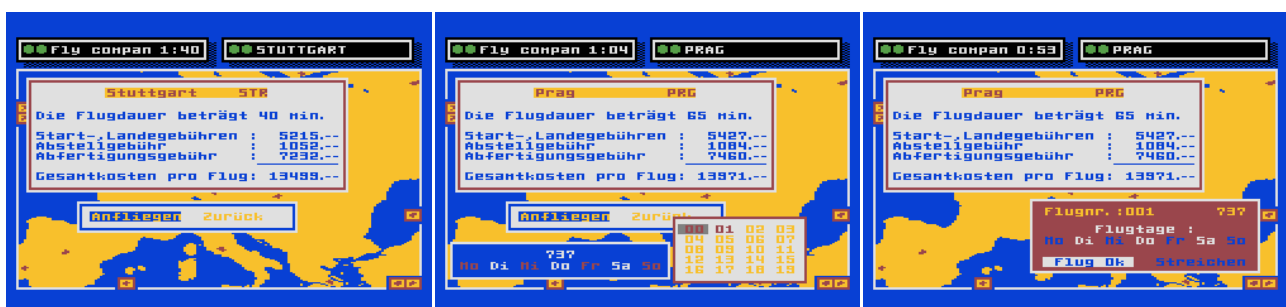 Fly compan 1:40 STUTTGART
Stuttgart STR
Die Flugdauer beträgt 40 min.
Start-,Landegebühren : 5215.--
Abstellgebühr : 1052.--
Abfertigungsgebühr : 7232.--
Gesamtkosten pro Flug: 13499.--
Anfliegen Zurück
Fly compan 1:04 PRAG
Prag PRG
Die Flugdauer beträgt 65 min.
Start-,Landegebühren : 5427.--
Abstellgebühr : 1084.--
Abfertigungsgebühr : 7460.--
Gesamtkosten pro Flug: 13971.--
Anfliegen Zurück
00 01 02 03
04 05 06 07
08 09 10 11
12 13 14 15
16 17 18 19
737
Mo Di Mi Do Fr Sa So
Fly compan 0:53 PRAG
Prag PRG
Die Flugdauer beträgt 65 min.
Start-,Landegebühren : 5427.--
Abstellgebühr : 1084.--
Abfertigungsgebühr : 7460.--
Gesamtkosten pro Flug: 13971.--
Flugnr.:001 737
Flugtage :
Mo Di Mi Do Fr Sa So
Flug Ok Streichen